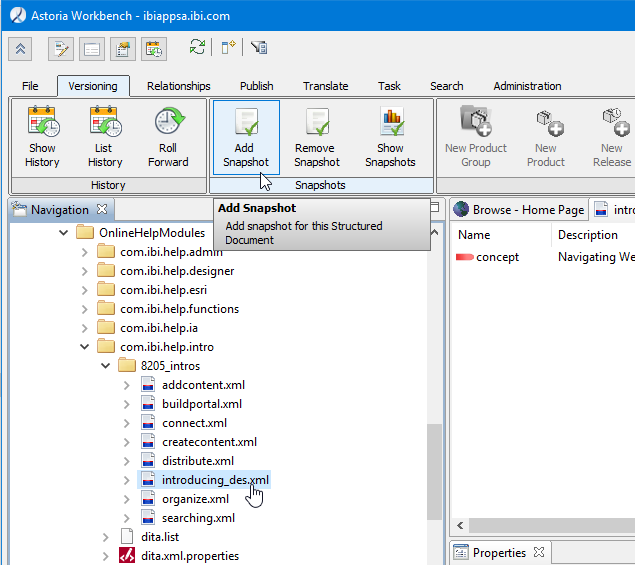 Astoria Workbench - ibiappsa.ibi.com
File Versioning Relationships Publish Translate Task Search Administration
Show History
List History
Roll Forward
Add Snapshot
Remove Snapshot
Show Snapshots
New Product Group
New Product
New Release
History
Snapshots
Add Snapshot
Add snapshot for this Structured
Document
Navigation
OnlineHelpModules
com.ibi.help.admin
com.ibi.help.designer
com.ibi.help.esri
com.ibi.help.functions
com.ibi.help.ia
com.ibi.help.intro
8205_intros
addcontent.xml
buildportal.xml
connect.xml
createcontent.xml
distribute.xml
introducing_des.xml
organize.xml
searching.xml
dita.list
dita.xml.properties
Browse - Home Page intro
Name Description
concept Navigating We
Properties